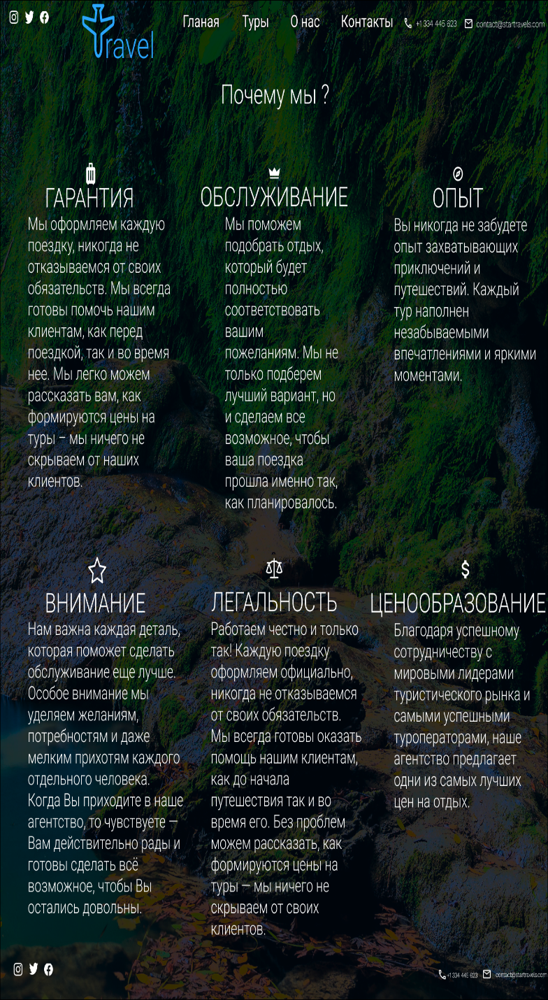 Travel
Гланая Туры О нас Контакты +1 334 446 623 contact@startravels.com
Почему мы ?
ГАРАНТИЯ
Мы оформляем каждую
поездку, никогда не
отказываемся от своих
обязательств. Мы всегда
готовы помочь нашим
клиентам, как перед
поездкой, так и во время
нее. Мы легко можем
рассказать вам, как
формируются цены на
туры – мы ничего не
скрываем от наших
клиентов.
ОБСЛУЖИВАНИЕ
Мы поможем
подобрать отдых,
который будет
полностью
соответствовать
вашим
пожеланиям. Мы не
только подберем
лучший вариант, но
и сделаем все
возможное, чтобы
ваша поездка
прошла именно так,
как планировалось.
ОПЫТ
Вы никогда не забудете
опыт захватывающих
приключений и
путешествий. Каждый
тур наполнен
незабываемыми
впечатлениями и яркими
моментами.
ВНИМАНИЕ
Нам важна каждая деталь,
которая поможет сделать
обслуживание еще лучше.
Особое внимание мы
уделяем желаниям,
потребностям и даже
мелким прихотям каждого
отдельного человека.
Когда Вы приходите в наше
агентство, то чувствуете —
Вам действительно рады и
готовы сделать всё
возможное, чтобы Вы
остались довольны.
ЛЕГАЛЬНОСТЬ
Работаем честно и только
так! Каждую поездку
оформляем официально,
никогда не отказываемся
от своих обязательств.
Мы всегда готовы оказать
помощь нашим клиентам,
как до начала
путешествия так и во
время его. Без проблем
можем рассказать, как
формируются цены на
туры — мы ничего не
скрываем от своих
клиентов.
ЦЕНООБРАЗОВАНИЕ
Благодаря успешному
сотрудничеству с
мировыми лидерами
туристического рынка и
самыми успешными
туроператорами, наше
агентство предлагает
одни из самых лучших
цен на отдых.
+1 334 446 623 contact@startravels.com